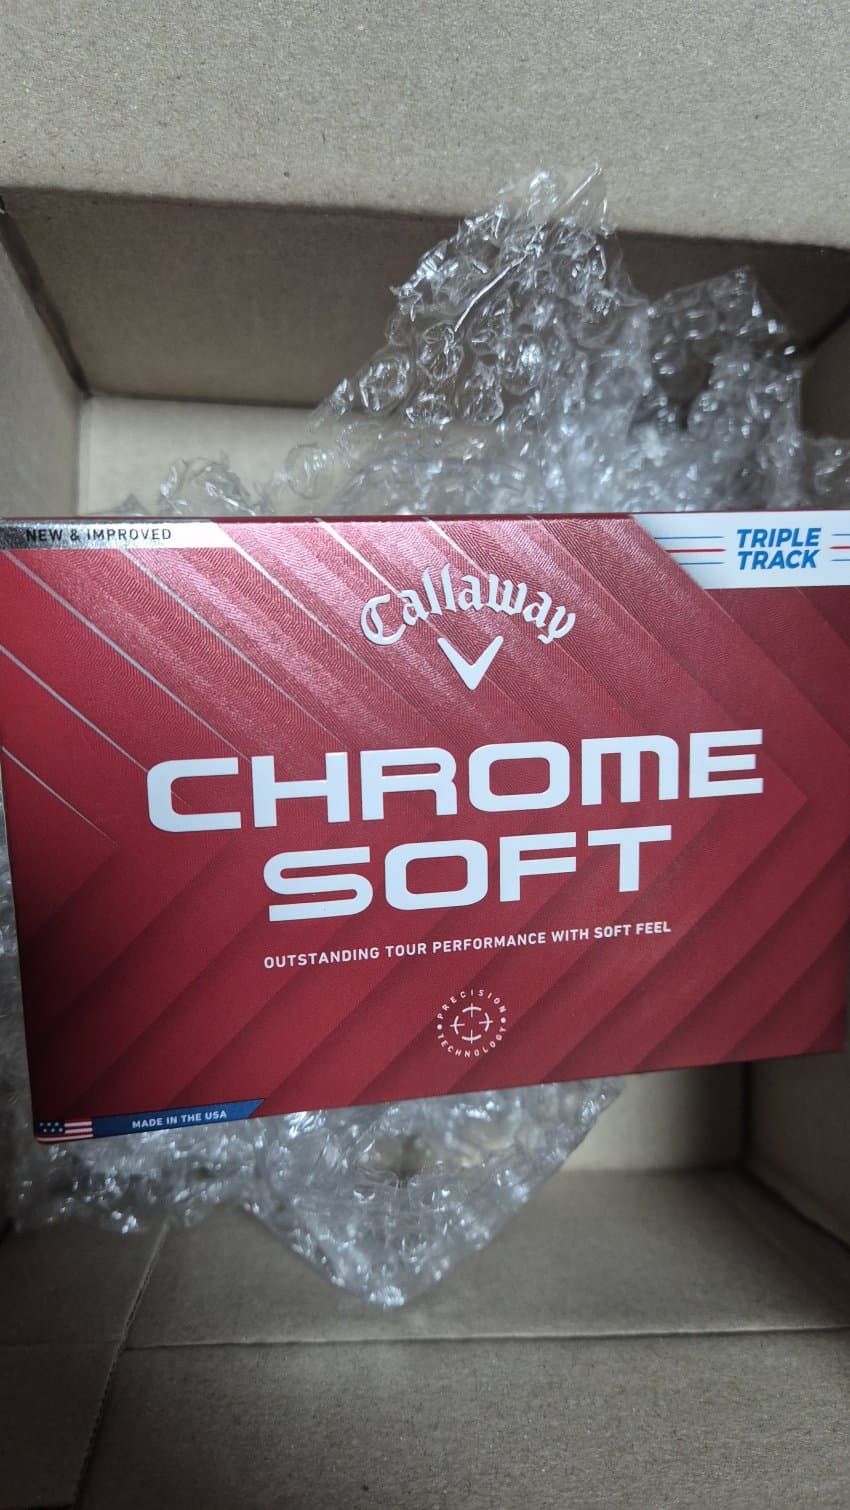 NEW & IMPROVED
TRIPLE
TRACK
Callaway
CHROME
SOFT
OUTSTANDING TOUR PERFORMANCE WITH SOFT FEEL
PRECISION
TECHNOLOGY
MADE IN THE USA